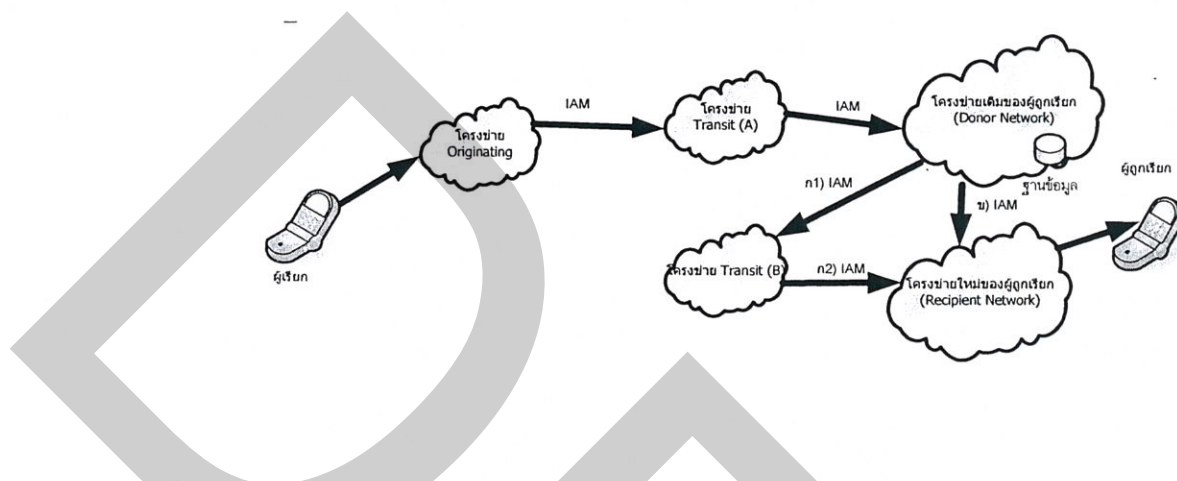 IAM
โครงข่าย
Transit (A)
IAM
โครงข่ายเดิมของผู้ถูกเรียก
(Donor Network)
โครงข่าย
Originating
ฐานข้อมูล
ผู้ถูกเรียก
ก1) IAM
ข) IAM
ผู้เรียก
โครงข่าย Transit (B)
ก2) IAM
โครงข่ายใหม่ของผู้ถูกเรียก
(Recipient Network)